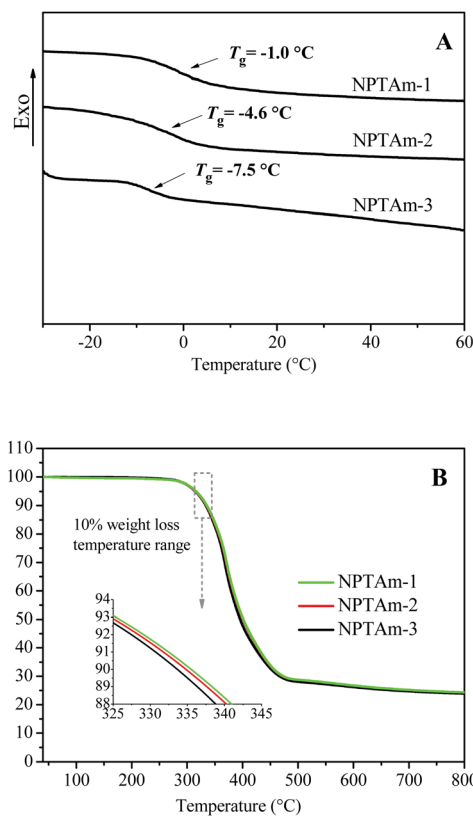 A
Exo
Tg= -1.0 °C
NPTAm-1
Tg= -4.6 °C
NPTAm-2
Tg= -7.5 °C
NPTAm-3
-20 0 20 40 60
Temperature (°C)
B
110
100
90
80
70
60
50
40
30
20
10
0
10% weight loss
temperature range
NPTAm-1
NPTAm-2
NPTAm-3
94
93
92
91
90
89
88
325 330 335 340 345
100 200 300 400 500 600 700 800
Temperature (°C)